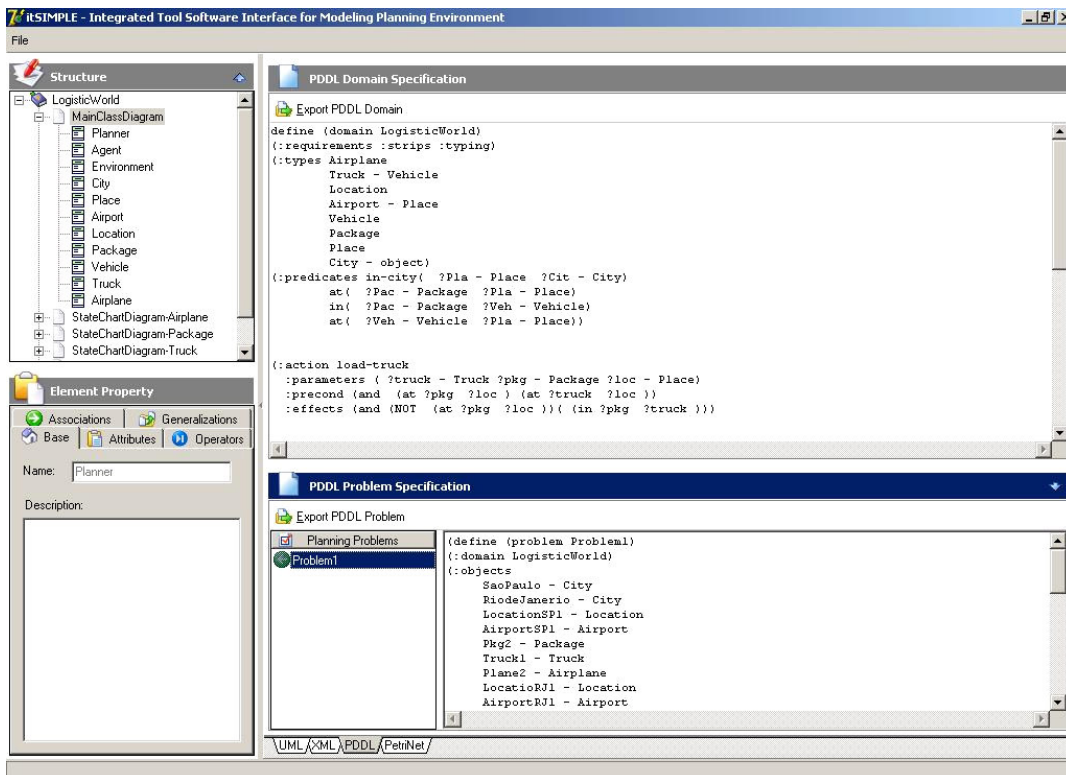 itSIMPLE - Integrated Tool Software Interface for Modeling Planning Environment
File
Structure
LogisticWorld
MainClassDiagram
Planner
Agent
Environment
City
Place
Airport
Location
Package
Vehicle
Truck
Airplane
StateChartDiagram-Airplane
StateChartDiagram-Package
StateChartDiagram-Truck
Element Property
Associations Generalizations
Base Attributes Operators
Name: Planner
Description:
PDDL Domain Specification
Export PDDL Domain
define (domain LogisticWorld)
(:requirements :strips :typing)
(:types Airplane
Truck - Vehicle
Location
Airport - Place
Vehicle
Package
Place
City - object)
(:predicates in-city( ?Pla - Place ?Cit - City)
at( ?Pac - Package ?Pla - Place)
in( ?Pac - Package ?Veh - Vehicle)
at( ?Veh - Vehicle ?Pla - Place))
(:action load-truck
:parameters ( ?truck - Truck ?pkg - Package ?loc - Place)
:precond (and (at ?pkg ?loc ) (at ?truck ?loc ))
:effects (and (NOT (at ?pkg ?loc ))( (in ?pkg ?truck )))
PDDL Problem Specification
Export PDDL Problem
Planning Problems
Problem1
(define (problem Problem1)
(:domain LogisticWorld)
(:objects
SaoPaulo - City
RiodeJanerio - City
LocationSP1 - Location
AirportSP1 - Airport
Pkg2 - Package
Truck1 - Truck
Plane2 - Airplane
LocatioRJ1 - Location
AirportRJ1 - Airport
UML XML PDDL PetriNet